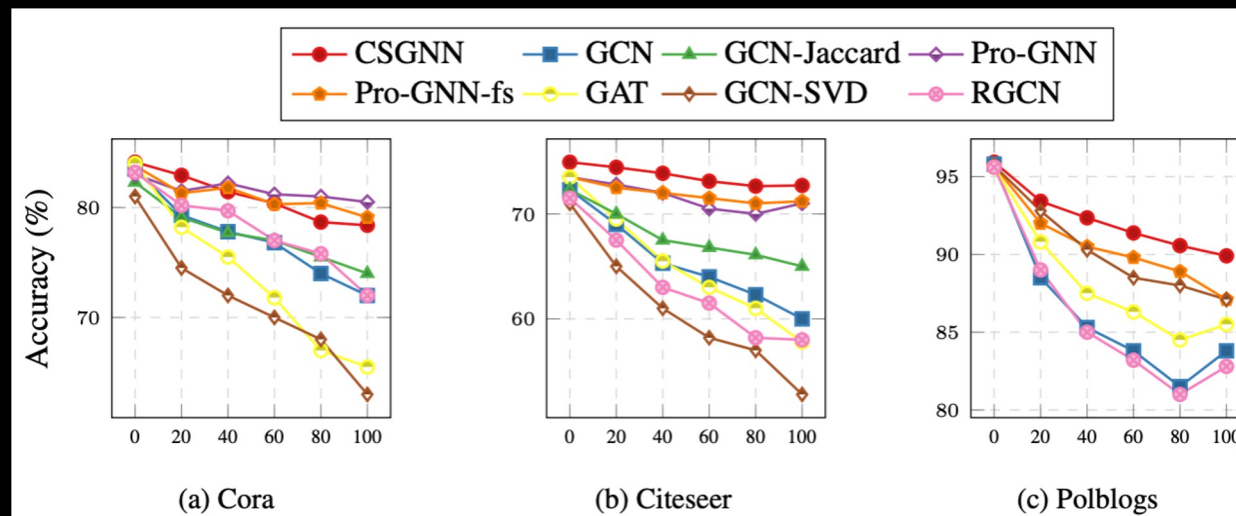 CSGNN GCN GCN-Jaccard Pro-GNN
Pro-GNN-fs GAT GCN-SVD RGCN
Accuracy (%)
80
70
0 20 40 60 80 100
(a) Cora
70
60
0 20 40 60 80 100
(b) Citeseer
95
90
85
80
0 20 40 60 80 100
(c) Polblogs